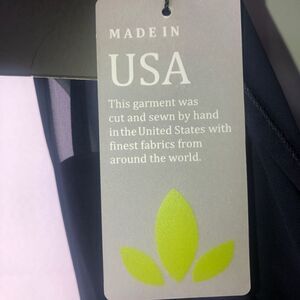 MADE IN
USA
This garment was
cut and sewn by hand
in the United States with
finest fabrics from
around the world.